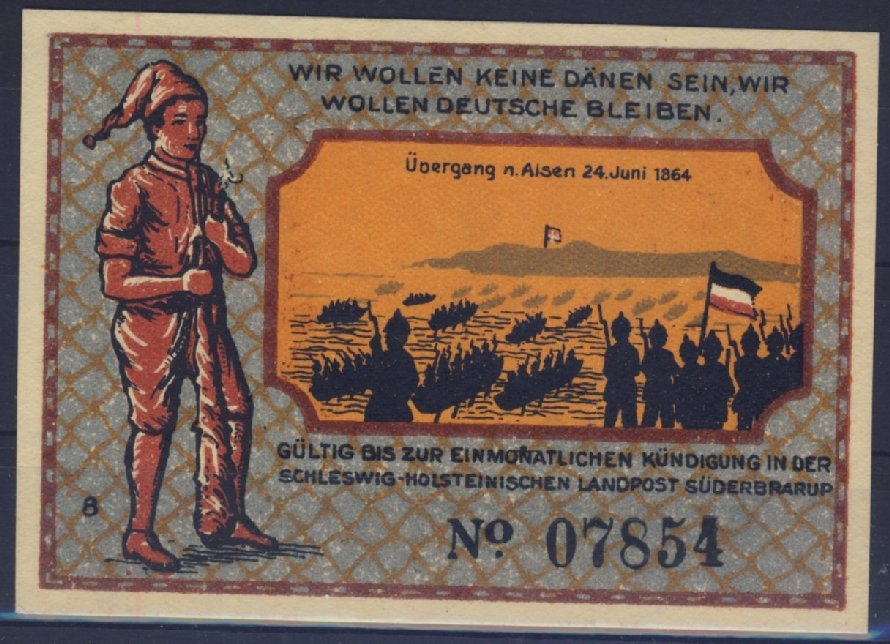 WIR WOLLEN KEINE DÄNEN SEIN, WIR
WOLLEN DEUTSCHE BLEIBEN.
Übergang n. Alsen 24. Juni 1864
GÜLTIG BIS ZUR EINMONATLICHEN KÜNDIGUNG IN DER
SCHLESWIG-HOLSTEINISCHEN LANDPOST SÜDERBRARUP
8
No. 07854